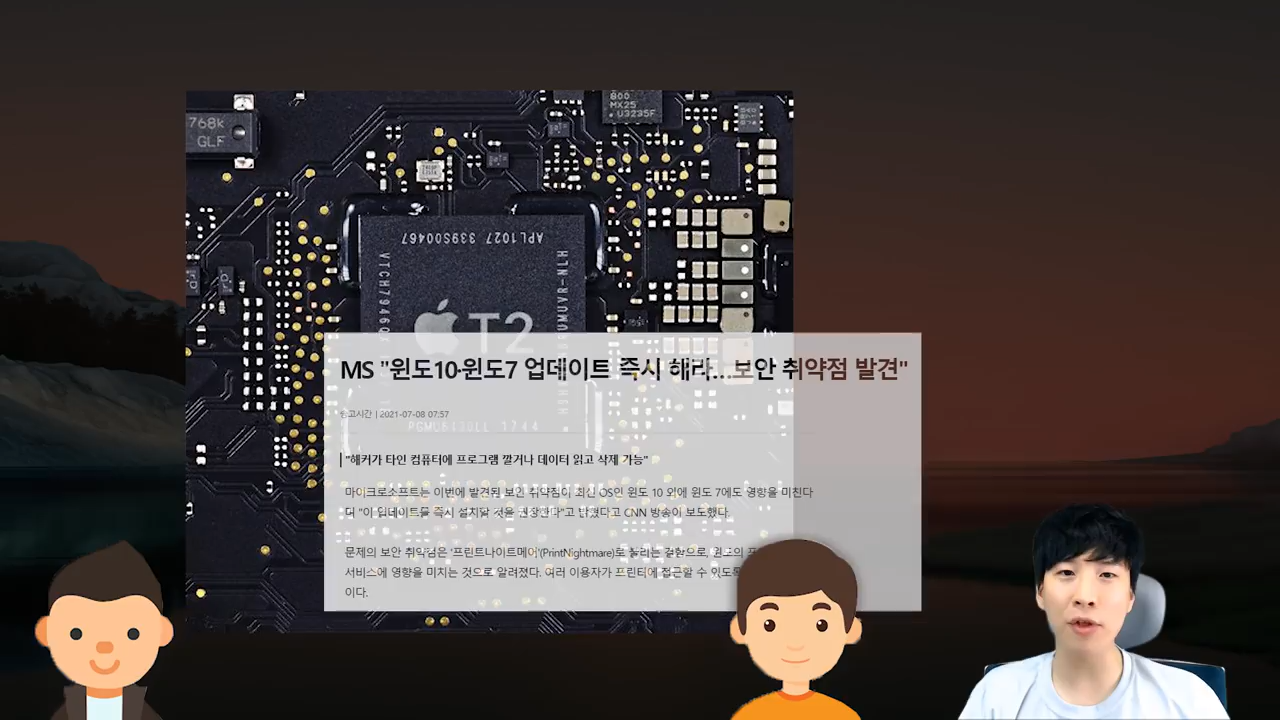 768k
GLF
800
MX25
U3235F
APL1027 339S00467
T2
MS "윈도10·윈도7 업데이트 즉시 해라...보안 취약점 발견"
2021-07-08 07:57
"해커가 타인 컴퓨터에 프로그램 깔거나 데이터 읽고 삭제 가능"
마이크로소프트는 이번에 발견된 보안 취약점이 최신 OS인 윈도 10 외에 윈도 7에도 영향을 미친다
며 "이 업데이트를 즉시 설치할 것을 권장한다"고 밝혔다고 CNN 방송이 보도했다.
문제의 보안 취약점은 '프린트나이트메어'(PrintNightmare)로 불리는 결함으로,
서비스에 영향을 미치는 것으로 알려졌다. 여러 이용자가 프린터에 접근할 수 있도록
이다.